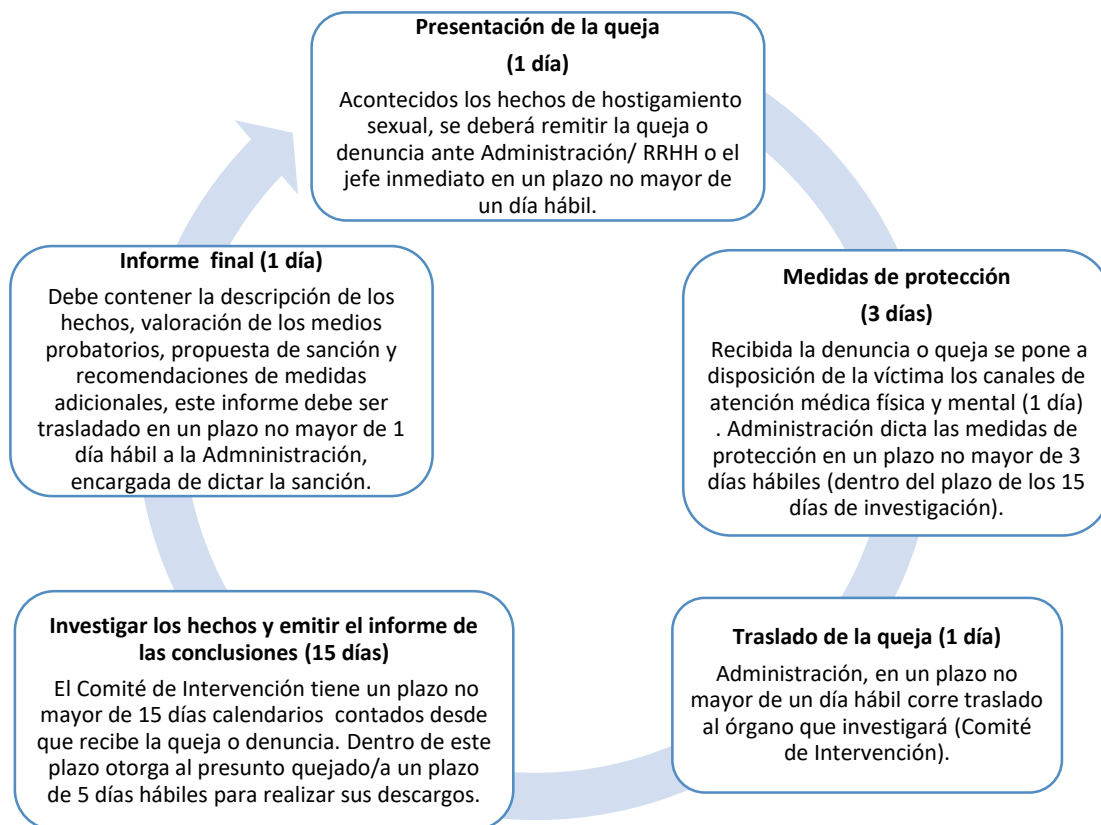 Presentación de la queja
(1 día)
Acontecidos los hechos de hostigamiento
sexual, se deberá remitir la queja o
denuncia ante Administración/ RRHH o el
jefe inmediato en un plazo no mayor de
un día hábil.
Medidas de protección
(3 días)
Recibida la denuncia o queja se pone a
disposición de la víctima los canales de
atención médica física y mental (1 día)
. Administración dicta las medidas de
protección en un plazo no mayor de 3
días hábiles (dentro del plazo de los 15
días de investigación).
Traslado de la queja (1 día)
Administración, en un plazo no
mayor de un día hábil corre traslado
al órgano que investigará (Comité
de Intervención).
Investigar los hechos y emitir el informe de
las conclusiones (15 días)
El Comité de Intervención tiene un plazo no
mayor de 15 días calendarios contados desde
que recibe la queja o denuncia. Dentro de este
plazo otorga al presunto quejado/a un plazo
de 5 días hábiles para realizar sus descargos.
Informe final (1 día)
Debe contener la descripción de los
hechos, valoración de los medios
probatorios, propuesta de sanción y
recomendaciones de medidas
adicionales, este informe debe ser
trasladado en un plazo no mayor de 1
día hábil a la Admninistración,
encargada de dictar la sanción.